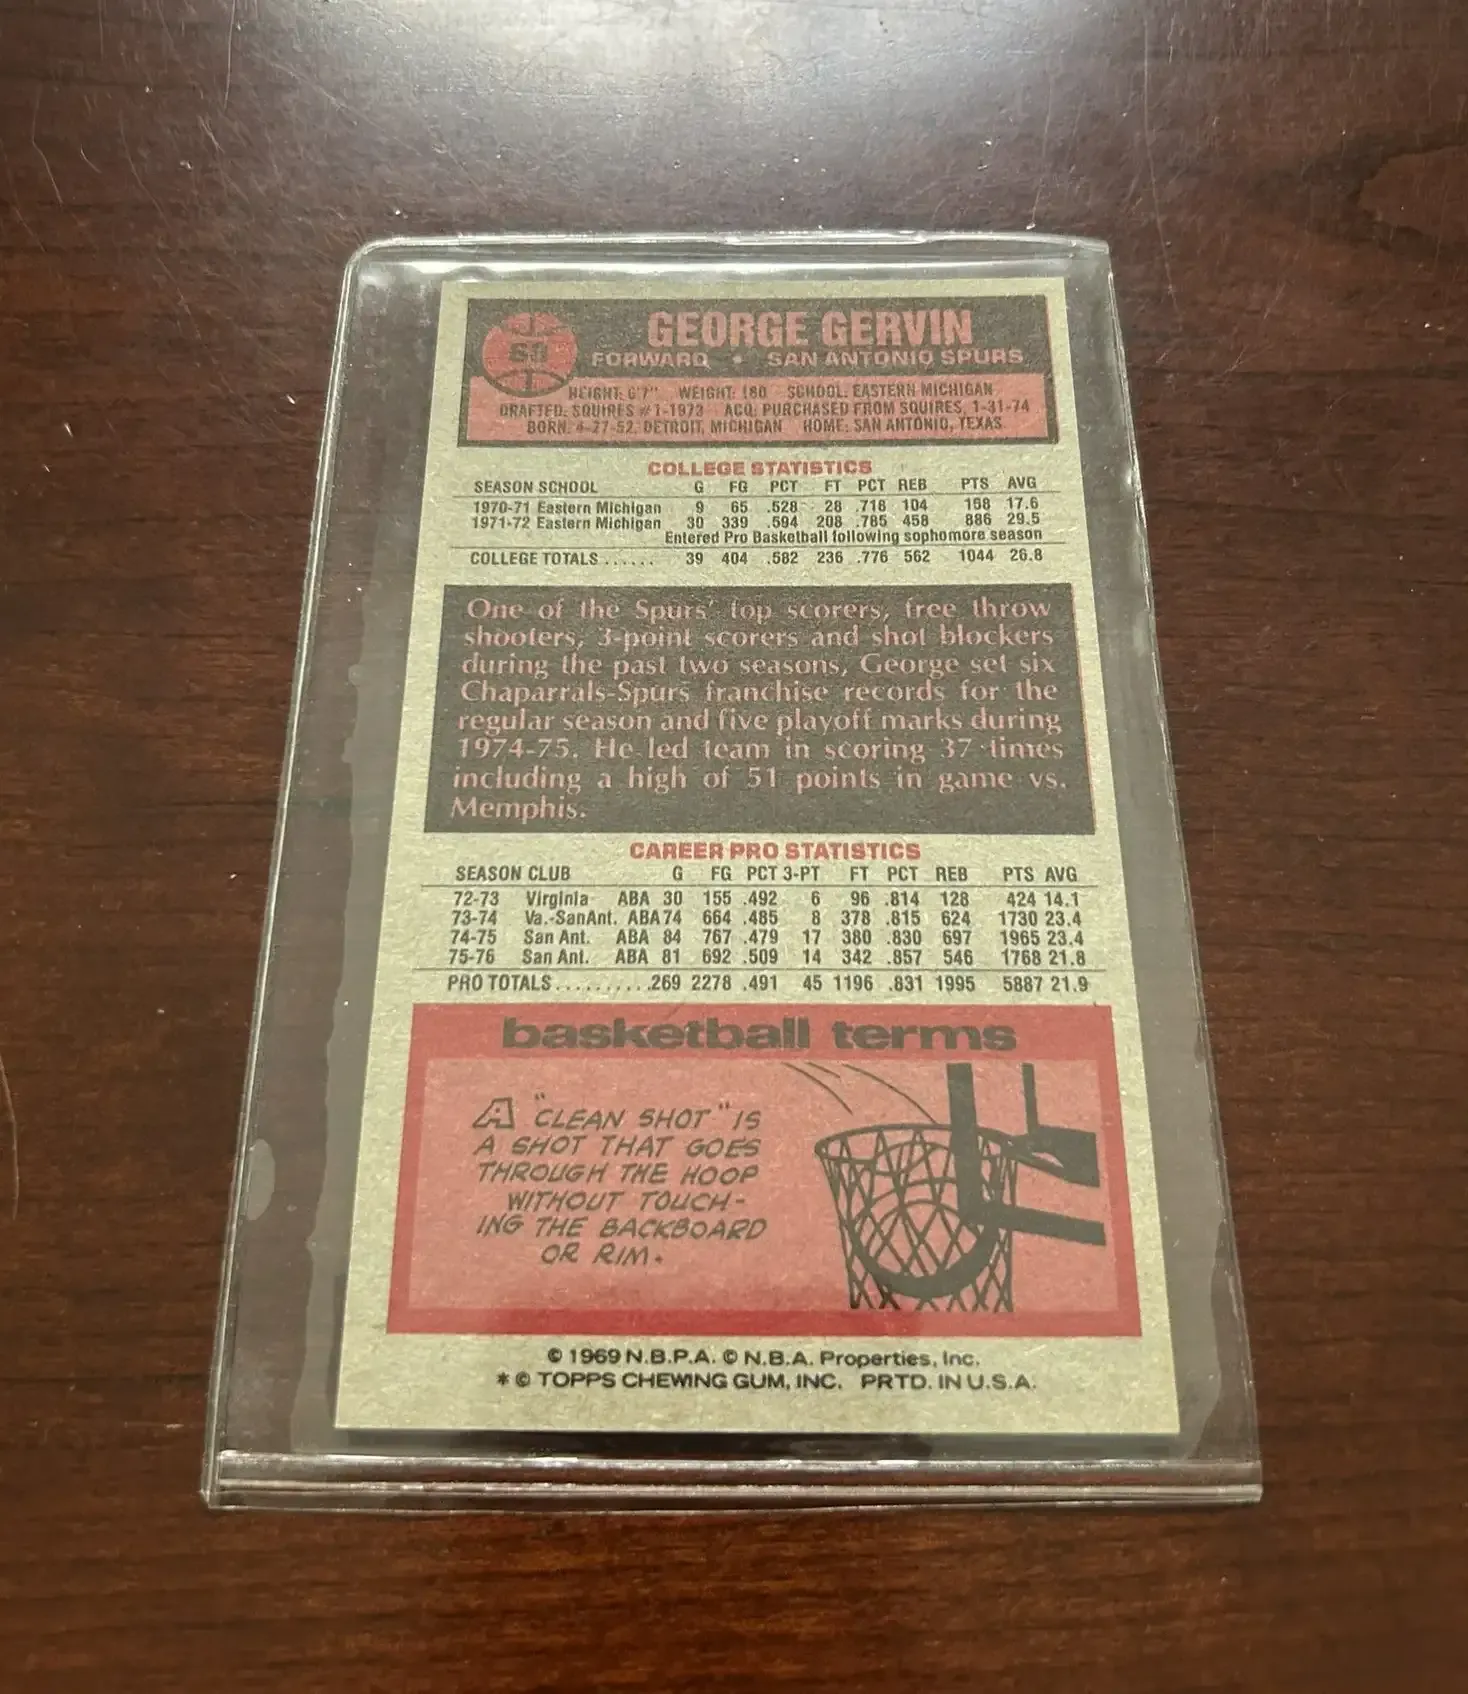 GEORGE GERVIN
FORWARD • SAN ANTONIO SPURS
HEIGHT: 6'7" WEIGHT: 180 SCHOOL: EASTERN MICHIGAN
DRAFTED: SQUIRES #1-1973 ACQ: PURCHASED FROM SQUIRES, 1-31-74
BORN: 4-27-52, DETROIT, MICHIGAN HOME: SAN ANTONIO, TEXAS
COLLEGE STATISTICS
SEASON SCHOOL G FG PCT FT PCT REB PTS AVG
1970-71 Eastern Michigan 9 65 .528 28 .718 104 158 17.6
1971-72 Eastern Michigan 30 339 .594 208 .785 458 886 29.5
Entered Pro Basketball following sophomore season
COLLEGE TOTALS ...... 39 404 .582 236 .776 562 1044 26.8
One of the Spurs' top scorers, free throw
shooters, 3-point scorers and shot blockers
during the past two seasons, George set six
Chaparrals-Spurs franchise records for the
regular season and five playoff marks during
1974-75. He led team in scoring 37 times
including a high of 51 points in game vs.
Memphis.
CAREER PRO STATISTICS
SEASON CLUB G FG PCT 3-PT FT PCT REB PTS AVG
72-73 Virginia ABA 30 155 .492 6 96 .814 128 424 14.1
73-74 Va.-SanAnt. ABA 74 664 .485 8 378 .815 624 1730 23.4
74-75 San Ant. ABA 84 767 .479 17 380 .830 697 1965 23.4
75-76 San Ant. ABA 81 692 .509 14 342 .857 546 1768 21.8
PRO TOTALS..........269 2278 .491 45 1196 .831 1995 5887 21.9
basketball terms
A "CLEAN SHOT" IS
A SHOT THAT GOES
THROUGH THE HOOP
WITHOUT TOUCH-
ING THE BACKBOARD
OR RIM.
© 1969 N.B.P.A. © N.B.A. Properties, Inc.
* © TOPPS CHEWING GUM, INC. PRTD. IN U.S.A.